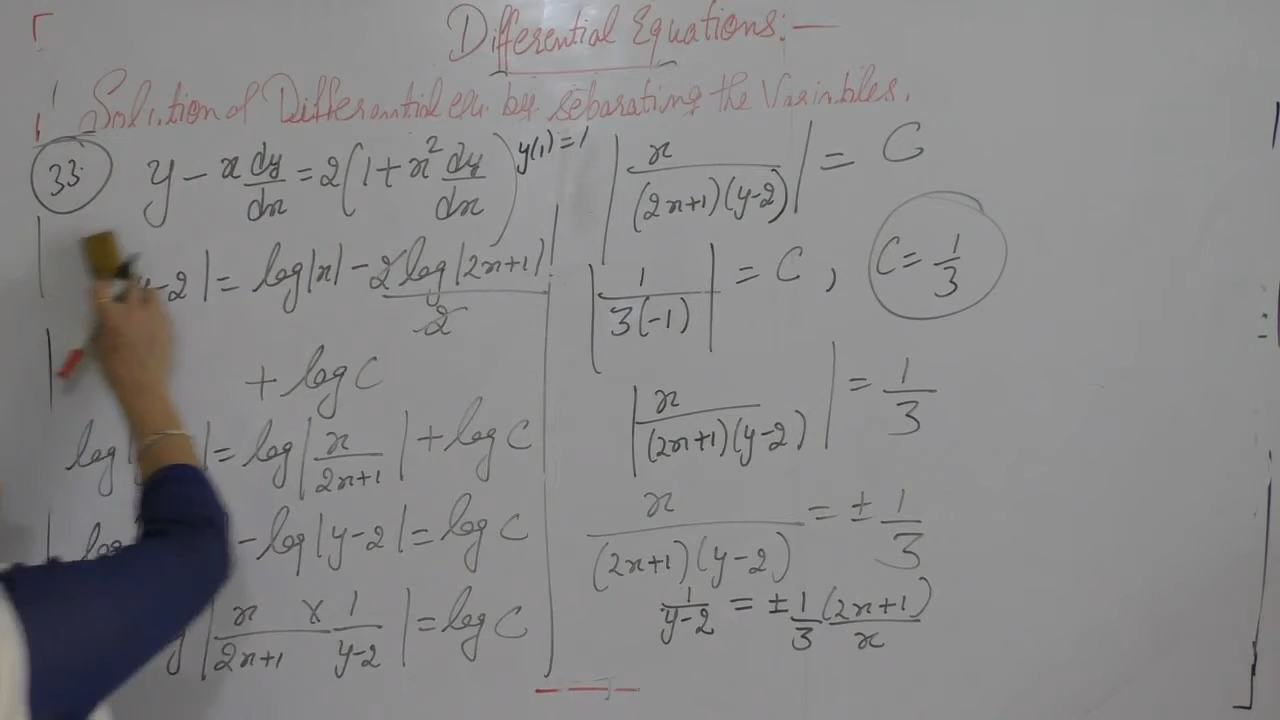 Differential Equations:—
Solution of Differential equ. by separating the Variables.
33. y - x dy/dx = 2(1 + x² dy/dx) y(1) = 1
y-2| = log|x| - 2 log|2x+1| / 2
+ log C
log| | = log|x/(2x+1)| + log C
- log|y-2| = log C
|x/(2x+1) × 1/(y-2)| = log C
|x/((2x+1)(y-2))| = C
|1/(3(-1))| = C, C = 1/3
|x/((2x+1)(y-2))| = 1/3
x/((2x+1)(y-2)) = ± 1/3
1/(y-2) = ± 1/3 (2x+1)/x